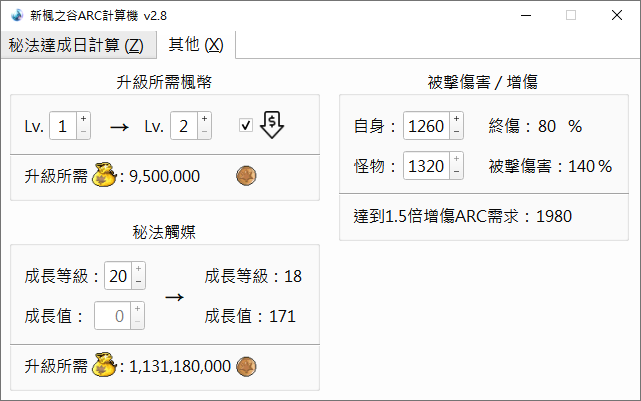 新楓之谷ARC計算機 v2.8
秘法達成日計算 (Z) 其他 (X)
升級所需楓幣
Lv. 1 → Lv. 2
升級所需 : 9,500,000
秘法觸媒
成長等級： 20 → 成長等級：18
成長值： 0 成長值：171
升級所需 : 1,131,180,000
被擊傷害 / 增傷
自身： 1260 終傷： 80 %
怪物： 1320 被擊傷害：140 %
達到1.5倍增傷ARC需求：1980